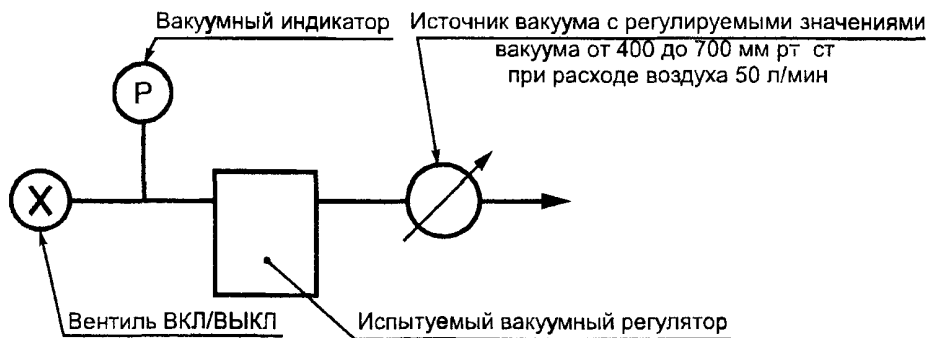 Вакуумный индикатор
Источник вакуума с регулируемыми значениями
вакуума от 400 до 700 мм рт ст
при расходе воздуха 50 л/мин
P
X
Вентиль ВКЛ/ВЫКЛ
Испытуемый вакуумный регулятор